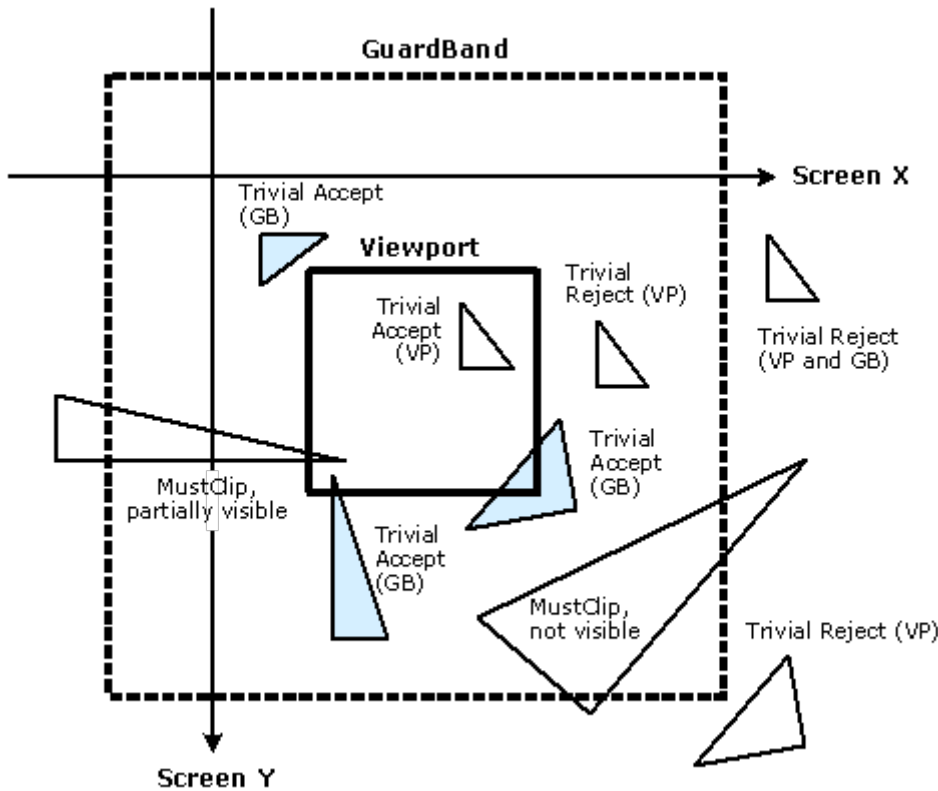 GuardBand
Screen X
Trivial Accept
(GB)
Viewport
Trivial
Reject (VP)
Trivial
Accept
(VP)
Trivial Reject
(VP and GB)
Trivial
Accept
(GB)
MustClip,
partially visible
Trivial
Accept
(GB)
MustClip,
not visible
Trivial Reject (VP)
Screen Y